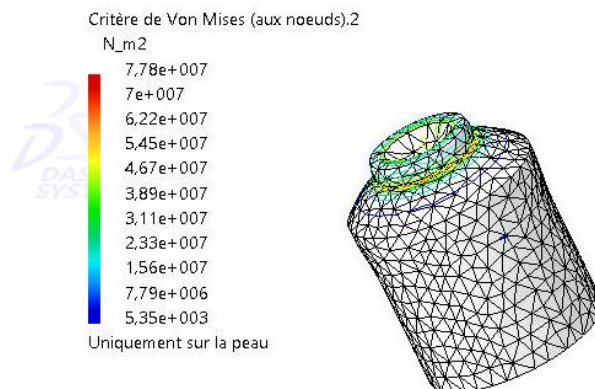 Critère de Von Mises (aux noeuds).2
N_m2
7,78e+007
7e+007
6,22e+007
5,45e+007
4,67e+007
3,89e+007
3,11e+007
2,33e+007
1,56e+007
7,79e+006
5,35e+003
DAS
SYS
Uniquement sur la peau